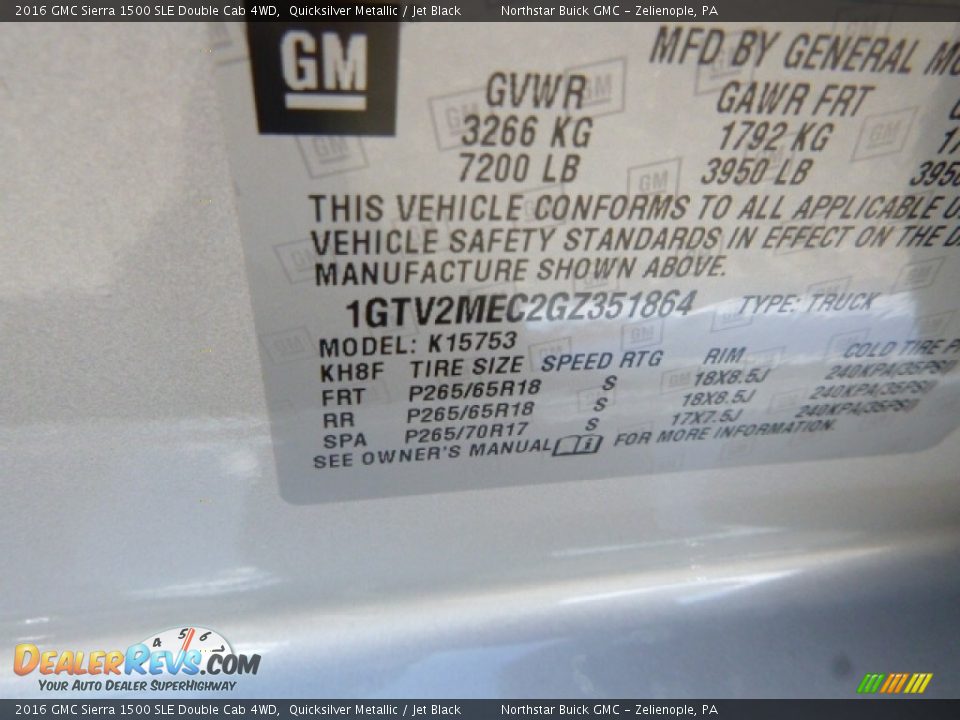 2016 GMC Sierra 1500 SLE Double Cab 4WD, Quicksilver Metallic / Jet Black Northstar Buick GMC - Zelienople, PA
GM
MFD BY GENERAL
GVWR GAWR FRT
3266 KG 1792 KG
7200 LB 3950 LB 3950
THIS VEHICLE CONFORMS TO ALL APPLICABLE
VEHICLE SAFETY STANDARDS IN EFFECT ON THE
MANUFACTURE SHOWN ABOVE.
1GTV2MEC2GZ351864 TYPE: TRUCK
MODEL: K15753
KH8F TIRE SIZE SPEED RTG RIM COLD TIRE
FRT P265/65R18 S 18X8.5J 240KPA(35PSI)
RR P265/65R18 S 18X8.5J 240KPA(35PSI)
SPA P265/70R17 S 17X7.5J 240KPA(35PSI)
SEE OWNER'S MANUAL i FOR MORE INFORMATION.
4 5 6
DEALERREVS.COM
YOUR AUTO DEALER SUPERHIGHWAY
2016 GMC Sierra 1500 SLE Double Cab 4WD, Quicksilver Metallic / Jet Black Northstar Buick GMC - Zelienople, PA